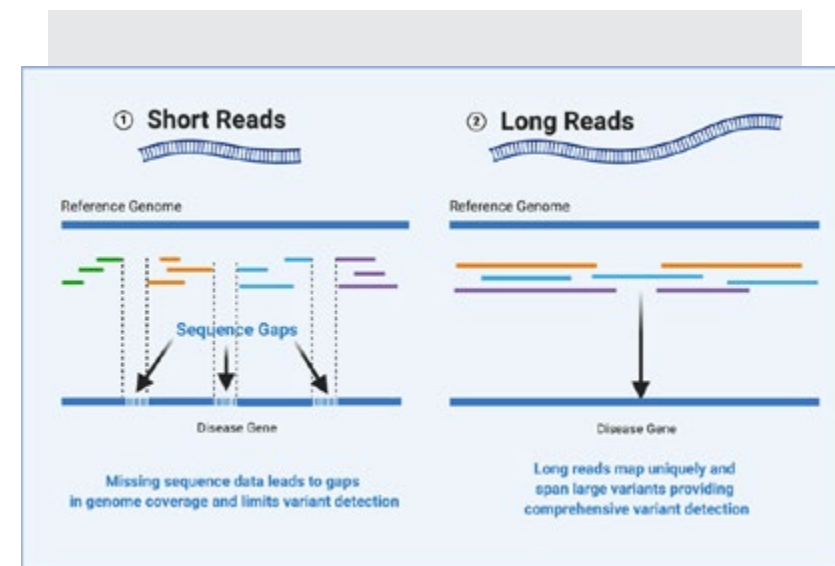 ① Short Reads
Reference Genome
Sequence Gaps
Disease Gene
Missing sequence data leads to gaps
in genome coverage and limits variant detection
② Long Reads
Reference Genome
Disease Gene
Long reads map uniquely and
span large variants providing
comprehensive variant detection